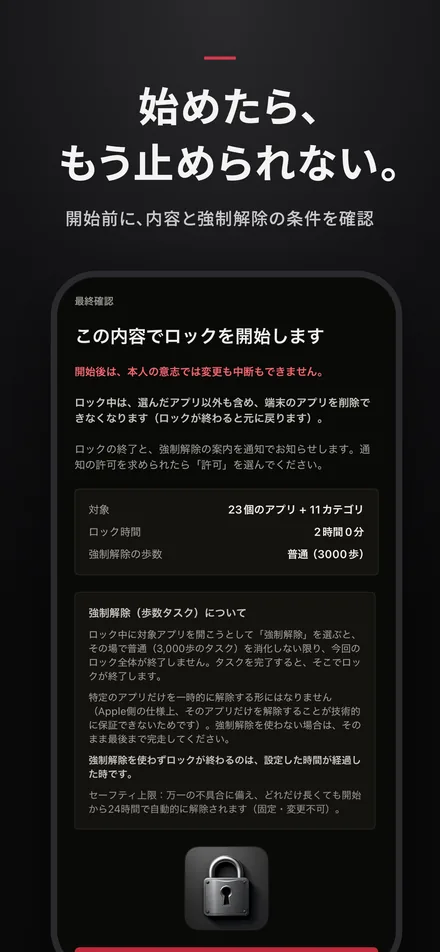 始めたら、
もう止められない。
開始前に、内容と強制解除の条件を確認
最終確認
この内容でロックを開始します
開始後は、本人の意志では変更も中断もできません。
ロック中は、選んだアプリ以外も含め、端末のアプリを削除で
きなくなります（ロックが終わると元に戻ります）。
ロックの終了と、強制解除の案内を通知でお知らせします。通
知の許可を求められたら「許可」を選んでください。
対象 23個のアプリ + 11カテゴリ
ロック時間 2時間0分
強制解除の歩数 普通（3000歩）
強制解除（歩数タスク）について
ロック中に対象アプリを開こうとして「強制解除」を選ぶと、
その場で普通（3,000歩のタスク）を消化しない限り、今回の
ロック全体が終了しません。タスクを完了すると、そこでロッ
クが終了します。
特定のアプリだけを一時的に解除する形にはなりません
（Apple側の仕様上、そのアプリだけを解除することが技術的
に保証できないためです）。強制解除を使わない場合は、その
まま最後まで完走してください。
強制解除を使わずロックが終わるのは、設定した時間が経過し
た時です。
セーフティ上限：万一の不具合に備え、どれだけ長くても開始
から24時間で自動的に解除されます（固定・変更不可）。